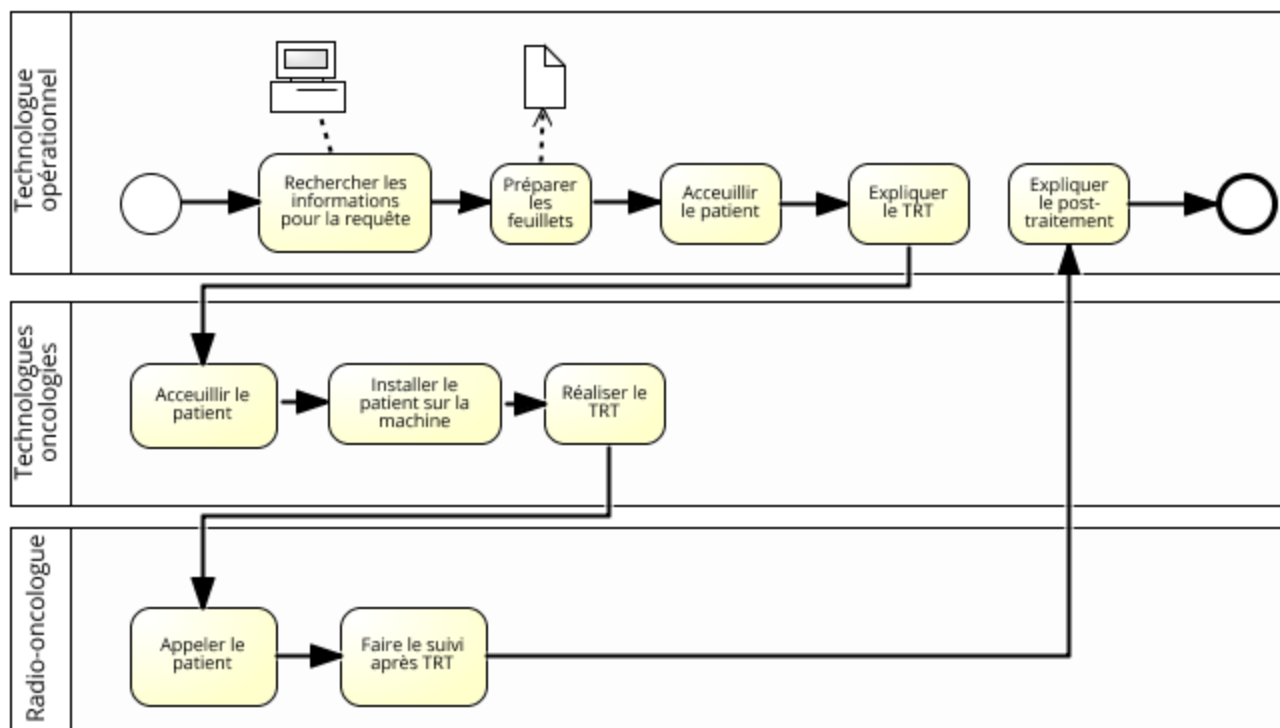 Technologue
opérationnel
Rechercher les
informations
pour la requête
Préparer
les
feuillets
Acceuillir
le patient
Expliquer
le TRT
Expliquer
le post-
traitement
Technologues
oncologies
Acceuillir le
patient
Installer le
patient sur la
machine
Réaliser le
TRT
Radio-oncologue
Appeler le
patient
Faire le suivi
après TRT